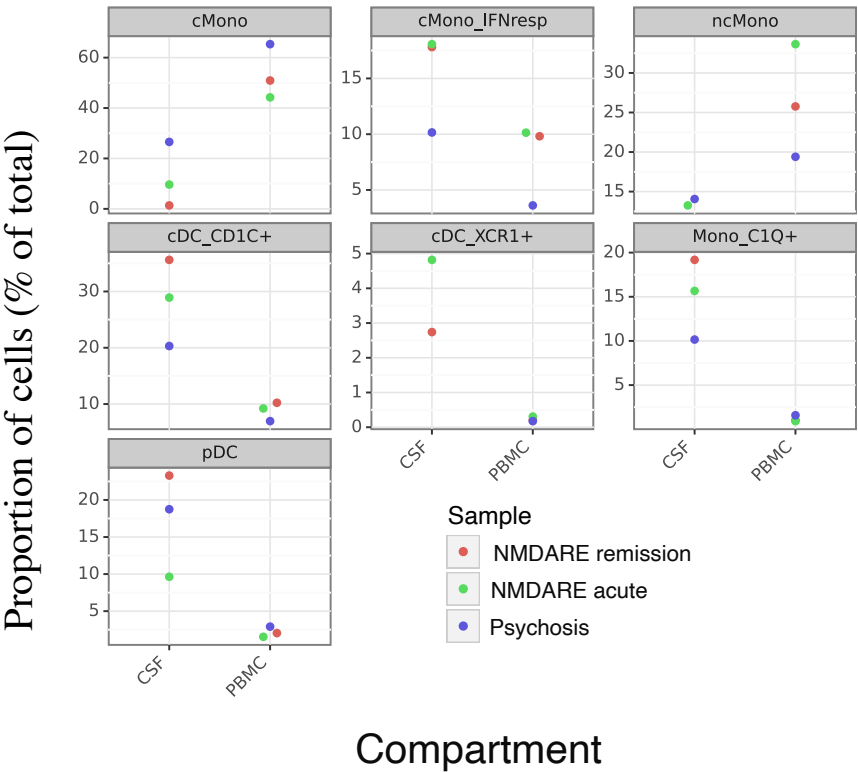 cMono
cMono_IFNresp
ncMono
60
40
20
0
15
10
5
30
25
20
15
cDC_CD1C+
cDC_XCR1+
Mono_C1Q+
30
20
10
5
4
3
2
1
0
20
15
10
5
CSF
PBMC
CSF
PBMC
pDC
20
15
10
5
CSF
PBMC
Proportion of cells (% of total)
Sample
NMDARE remission
NMDARE acute
Psychosis
Compartment